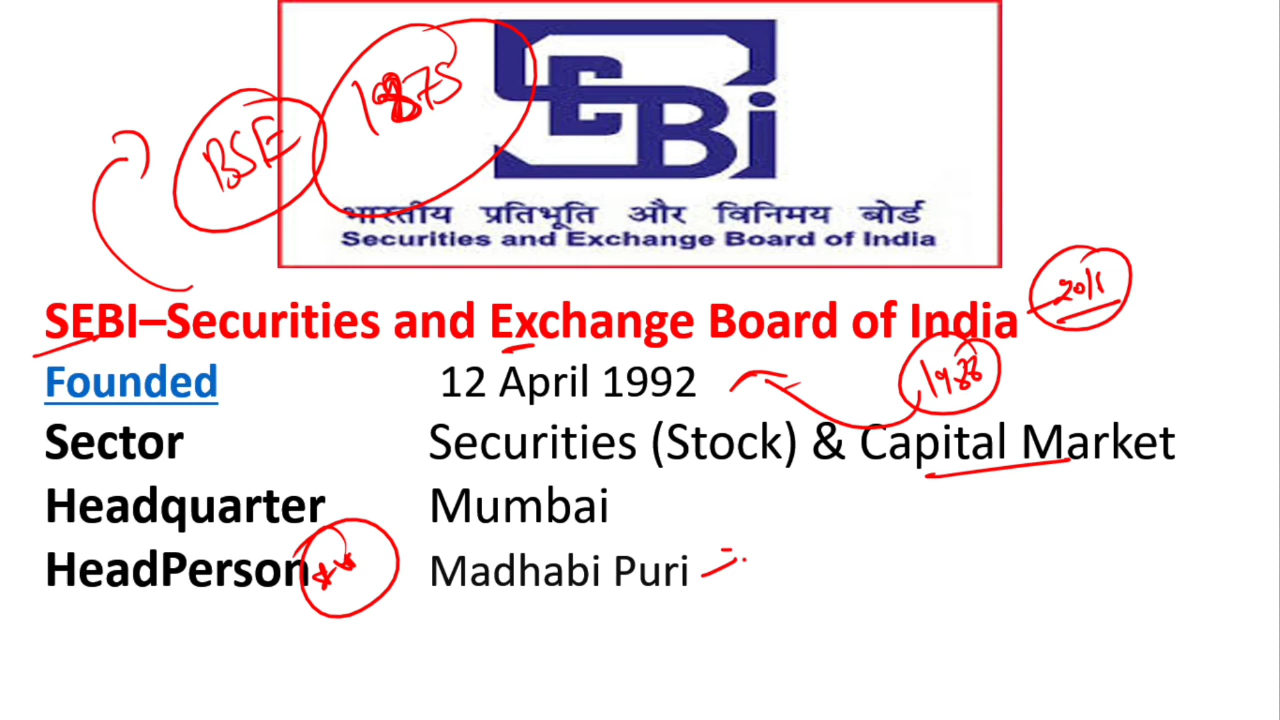 BSE 1875
SEBi
भारतीय प्रतिभूति और विनिमय बोर्ड
Securities and Exchange Board of India
SEBI–Securities and Exchange Board of India 2011
Founded 12 April 1992 1988
Sector Securities (Stock) & Capital Market
Headquarter Mumbai
HeadPerson Madhabi Puri